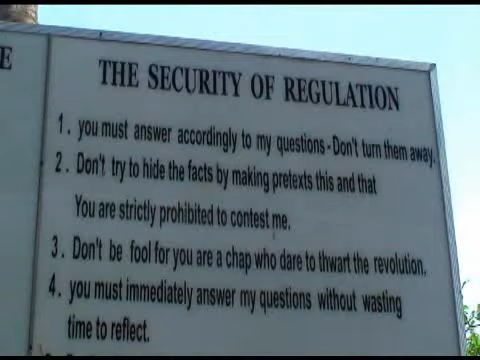 E
THE SECURITY OF REGULATION
1. you must answer accordingly to my questions - Don't turn them away.
2. Don't try to hide the facts by making pretexts this and that
You are strictly prohibited to contest me.
3. Don't be fool for you are a chap who dare to thwart the revolution.
4. you must immediately answer my questions without wasting
time to reflect.